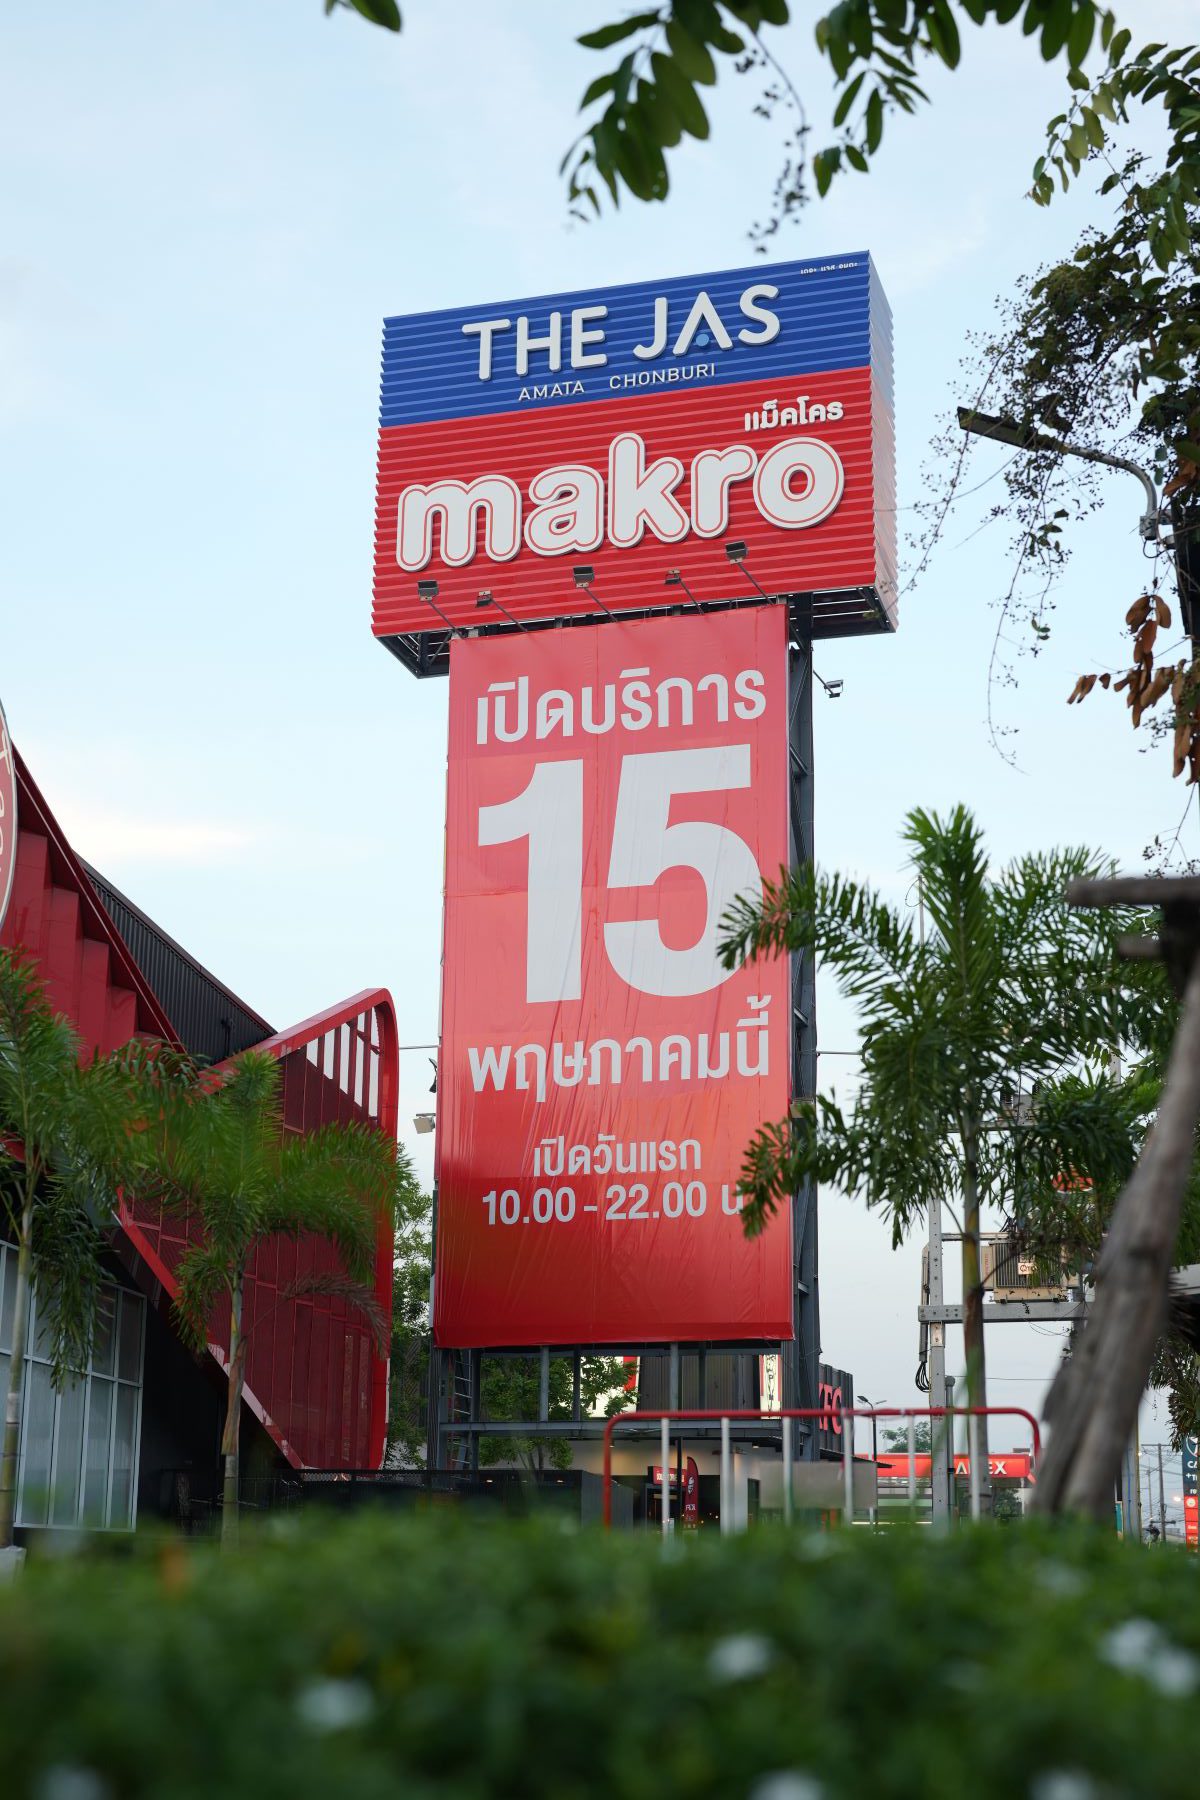 THE JAS
AMATA CHONBURI
แม็คโคร
makro
เปิดบริการ
15
พฤษภาคมนี้
เปิดวันแรก
10.00 - 22.00 น
KFC